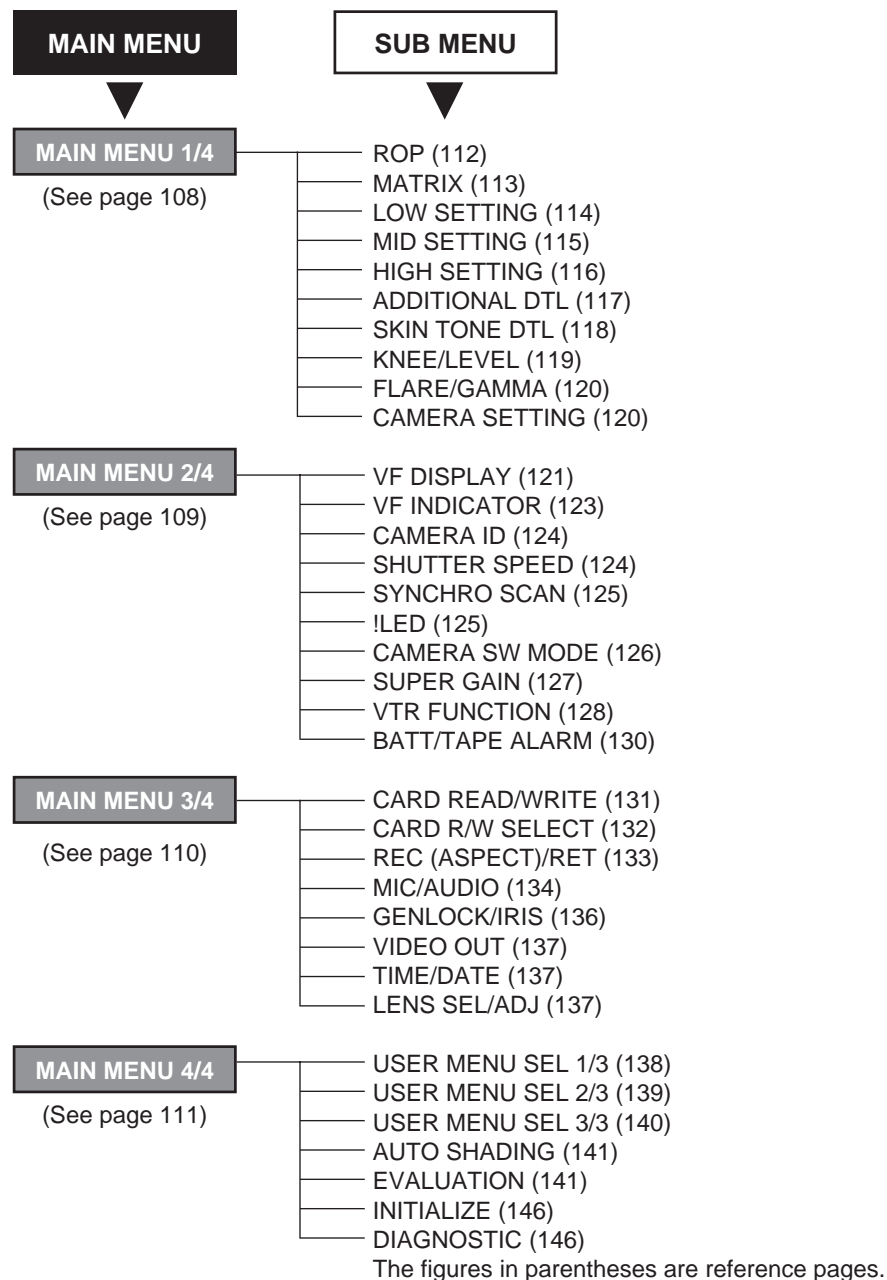 MAIN MENU
SUB MENU
MAIN MENU 1/4
(See page 108)
ROP (112)
MATRIX (113)
LOW SETTING (114)
MID SETTING (115)
HIGH SETTING (116)
ADDITIONAL DTL (117)
SKIN TONE DTL (118)
KNEE/LEVEL (119)
FLARE/GAMMA (120)
CAMERA SETTING (120)
MAIN MENU 2/4
(See page 109)
VF DISPLAY (121)
VF INDICATOR (123)
CAMERA ID (124)
SHUTTER SPEED (124)
SYNCHRO SCAN (125)
!LED (125)
CAMERA SW MODE (126)
SUPER GAIN (127)
VTR FUNCTION (128)
BATT/TAPE ALARM (130)
MAIN MENU 3/4
(See page 110)
CARD READ/WRITE (131)
CARD R/W SELECT (132)
REC (ASPECT)/RET (133)
MIC/AUDIO (134)
GENLOCK/IRIS (136)
VIDEO OUT (137)
TIME/DATE (137)
LENS SEL/ADJ (137)
MAIN MENU 4/4
(See page 111)
USER MENU SEL 1/3 (138)
USER MENU SEL 2/3 (139)
USER MENU SEL 3/3 (140)
AUTO SHADING (141)
EVALUATION (141)
INITIALIZE (146)
DIAGNOSTIC (146)
The figures in parentheses are reference pages.